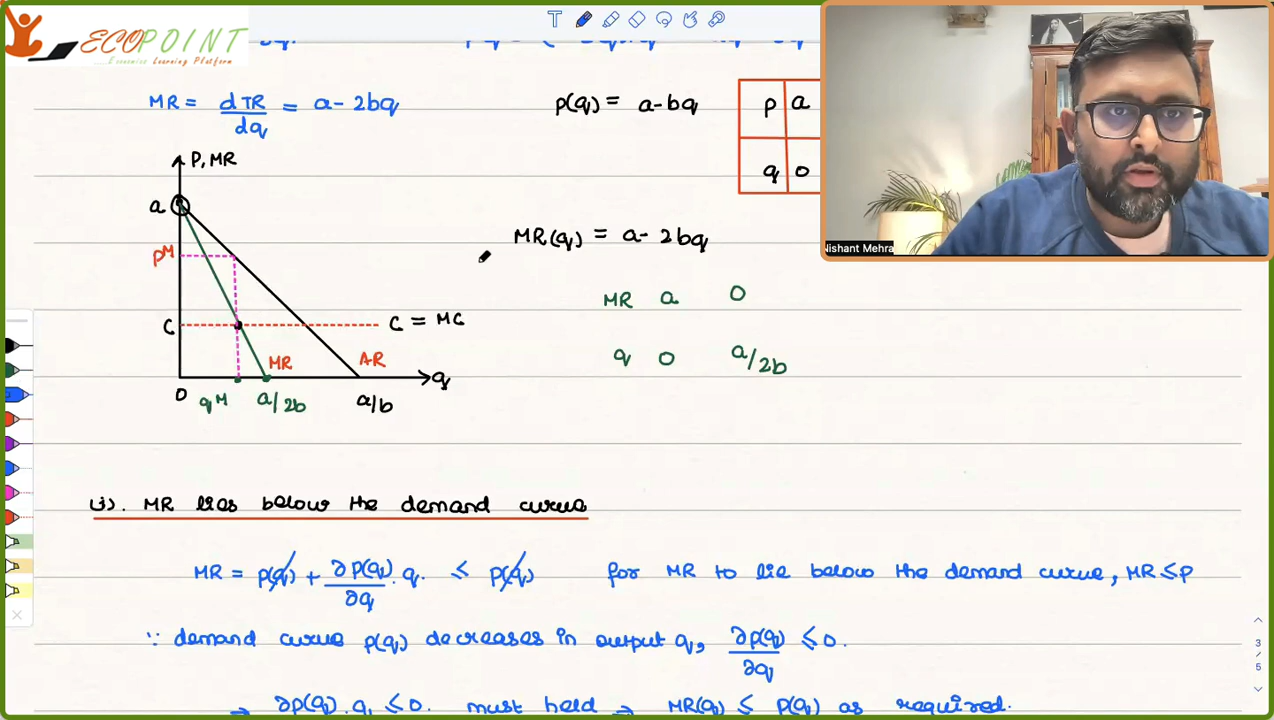 ECOPOINT
Economics Learning Platform
T
MR = dTR/dq = a - 2bq
p(q) = a-bq
p a
q 0
P, MR
a
pM
C
C = MC
MR
AR
q
0 qM a/2b a/b
MR(q) = a - 2bq
MR a 0
q 0 a/2b
Nishant Mehra
(i). MR lies below the demand curve
MR = p(q) + ∂p(q)/∂q . q. ≤ p(q) for MR to lie below the demand curve, MR ≤ P
∵ demand curve p(q) decreases in output q, ∂p(q)/∂q ≤ 0.
⇒ ∂p(q) . q ≤ 0. must hold ⇒ MR(q) ≤ P(q) as required.
3
/
5